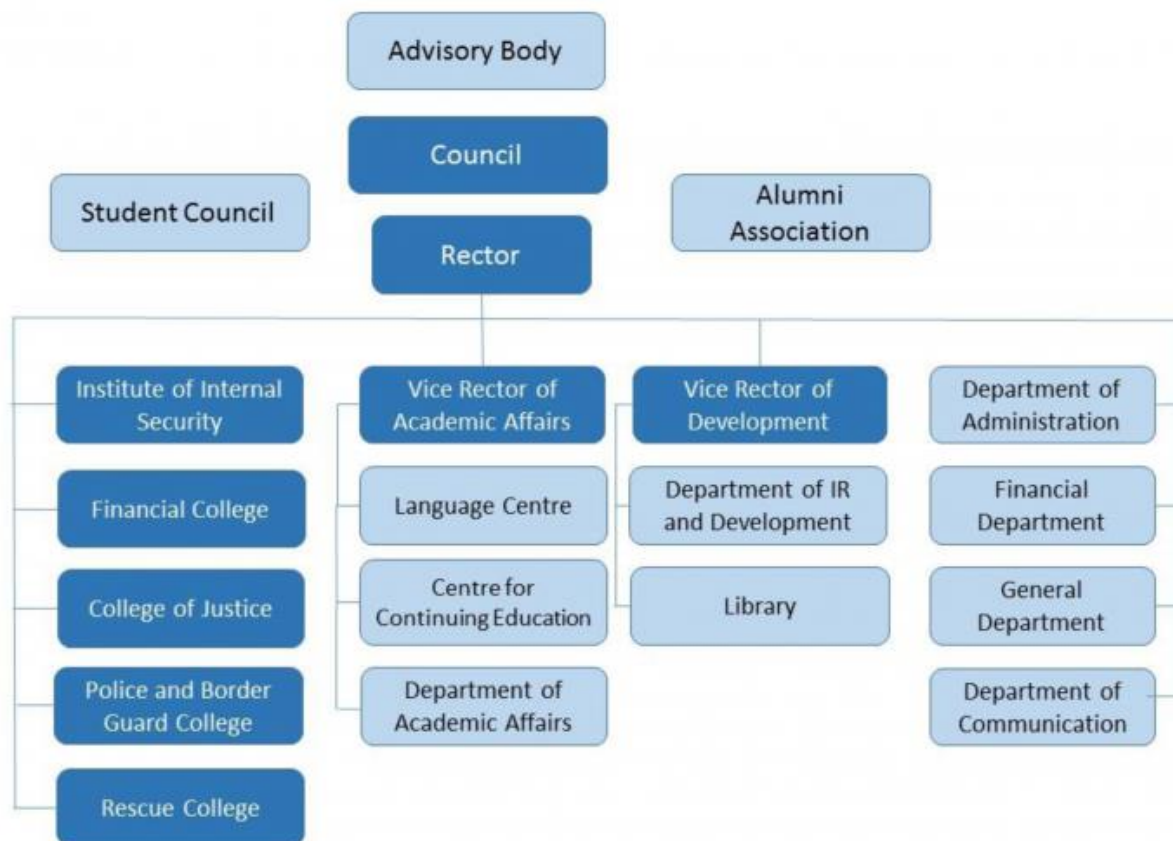 Advisory Body
Council
Student Council
Alumni
Association
Rector
Institute of Internal
Security
Financial College
College of Justice
Police and Border
Guard College
Rescue College
Vice Rector of
Academic Affairs
Language Centre
Centre for
Continuing Education
Department of
Academic Affairs
Vice Rector of
Development
Department of IR
and Development
Library
Department of
Administration
Financial
Department
General
Department
Department of
Communication